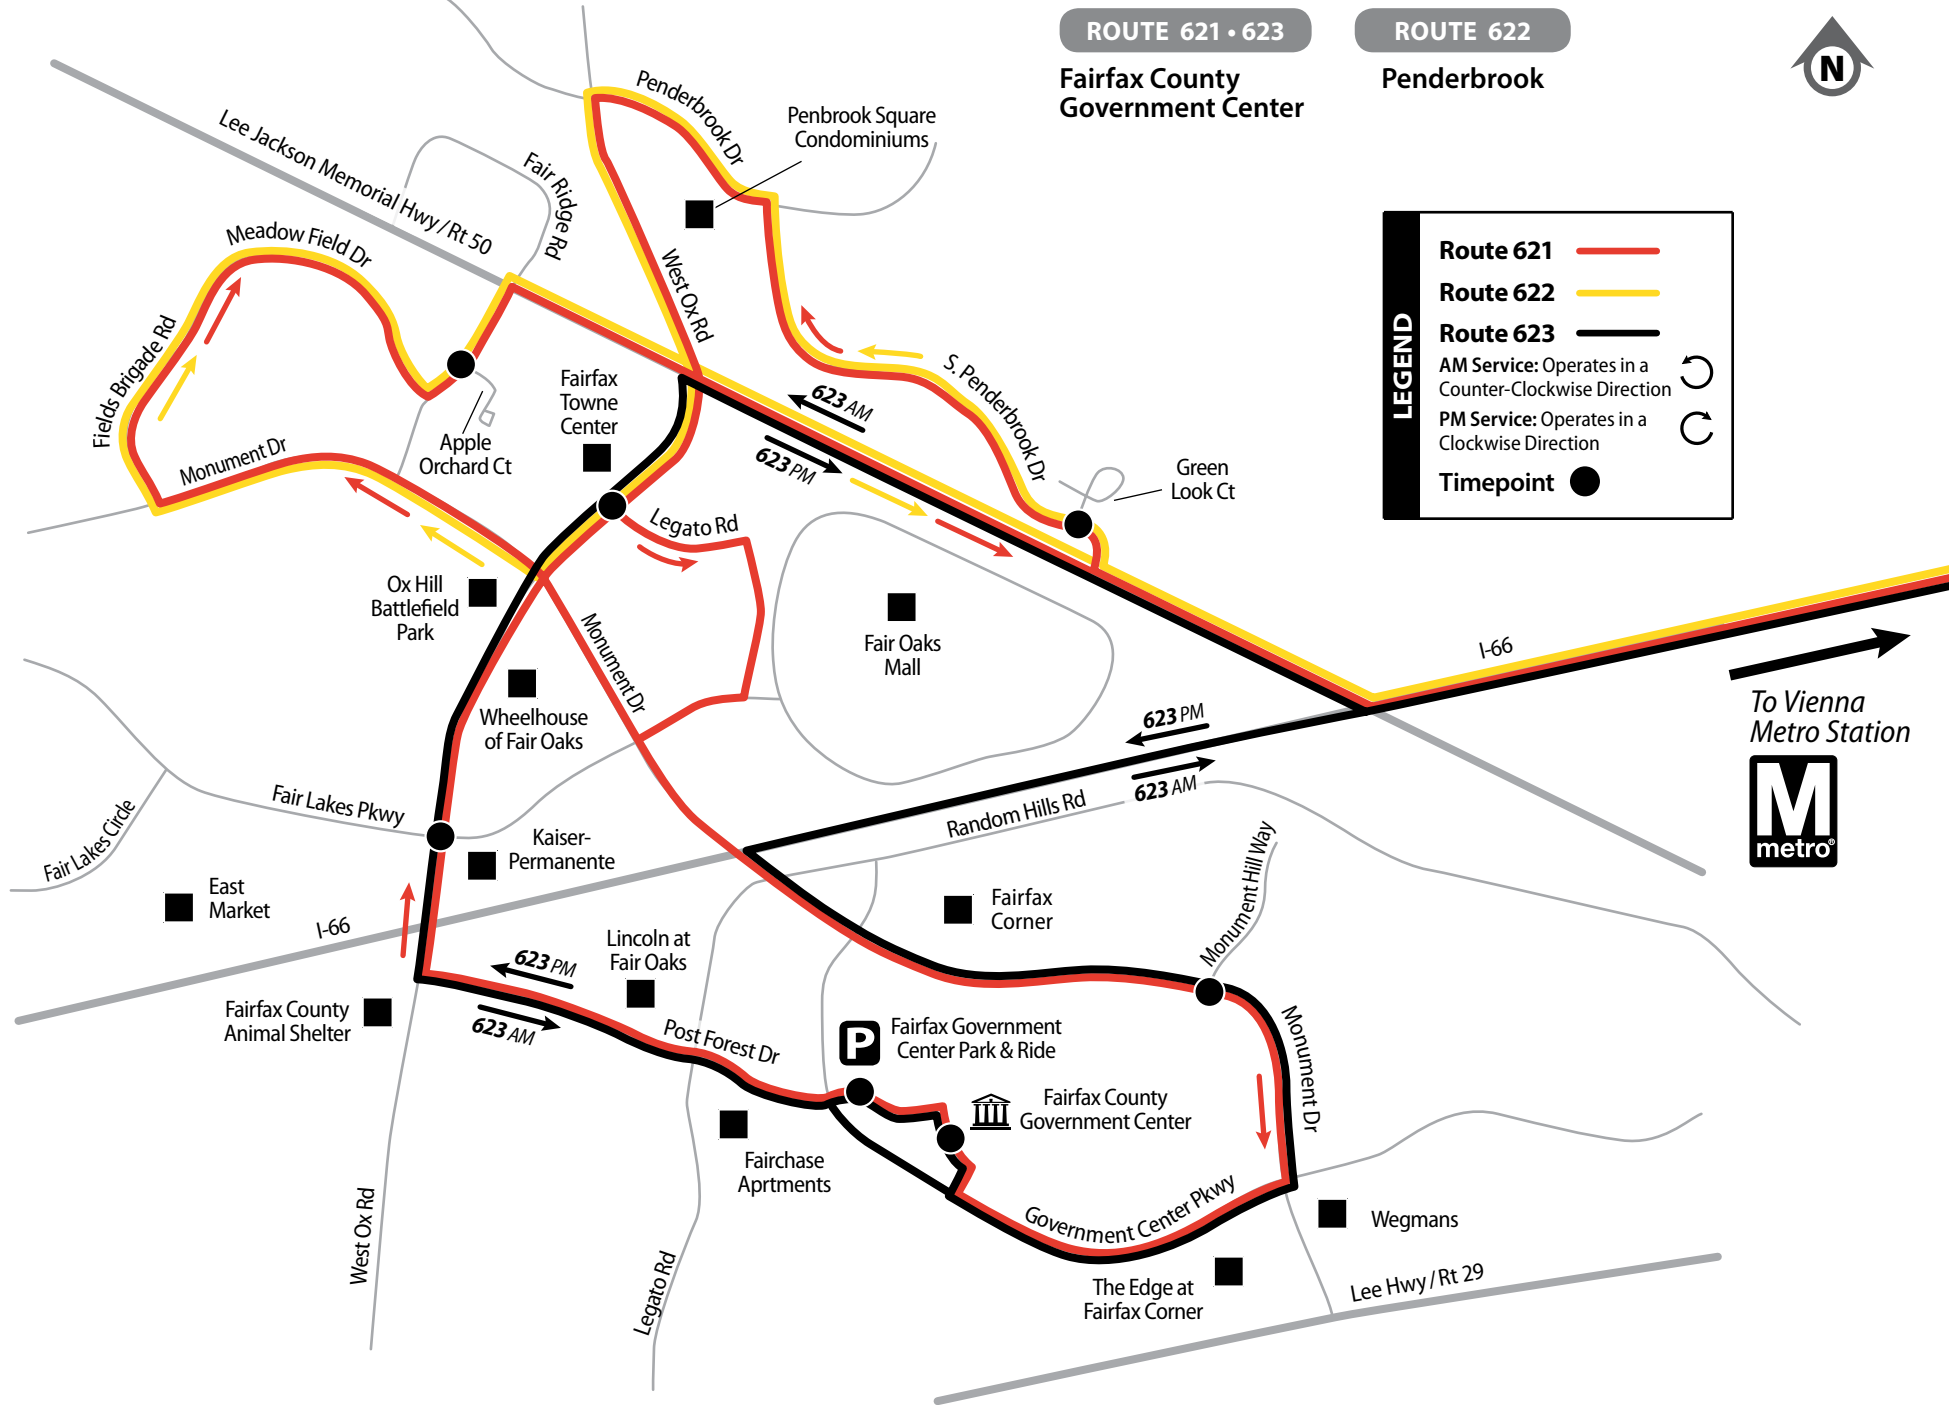 ROUTE 621 • 623
Fairfax County
Government Center
ROUTE 622
Penderbrook
N
Penderbrook Dr
Penbrook Square
Condominiums
Lee Jackson Memorial Hwy/Rt 50
Fair Ridge Rd
Meadow Field Dr
West Ox Rd
LEGEND
Route 621
Route 622
Route 623
AM Service: Operates in a
Counter-Clockwise Direction
PM Service: Operates in a
Clockwise Direction
Timepoint
Fields Brigade Rd
Monument Dr
Apple
Orchard Ct
Fairfax
Towne
Center
623 AM
623 PM
S. Penderbrook Dr
Green
Look Ct
Legato Rd
Ox Hill
Battlefield
Park
Monument Dr
Fair Oaks
Mall
I-66
To Vienna
Metro Station
M
metro®
Wheelhouse
of Fair Oaks
623 PM
623 AM
Random Hills Rd
Fair Lakes Pkwy
Fair Lakes Circle
Kaiser-
Permanente
East
Market
I-66
Fairfax
Corner
Monument Hill Way
Lincoln at
Fair Oaks
623 PM
623 AM
Fairfax County
Animal Shelter
Post Forest Dr
P
Fairfax Government
Center Park & Ride
Fairfax County
Government Center
Monument Dr
Fairchase
Aprtments
Government Center Pkwy
West Ox Rd
Legato Rd
Wegmans
The Edge at
Fairfax Corner
Lee Hwy/Rt 29